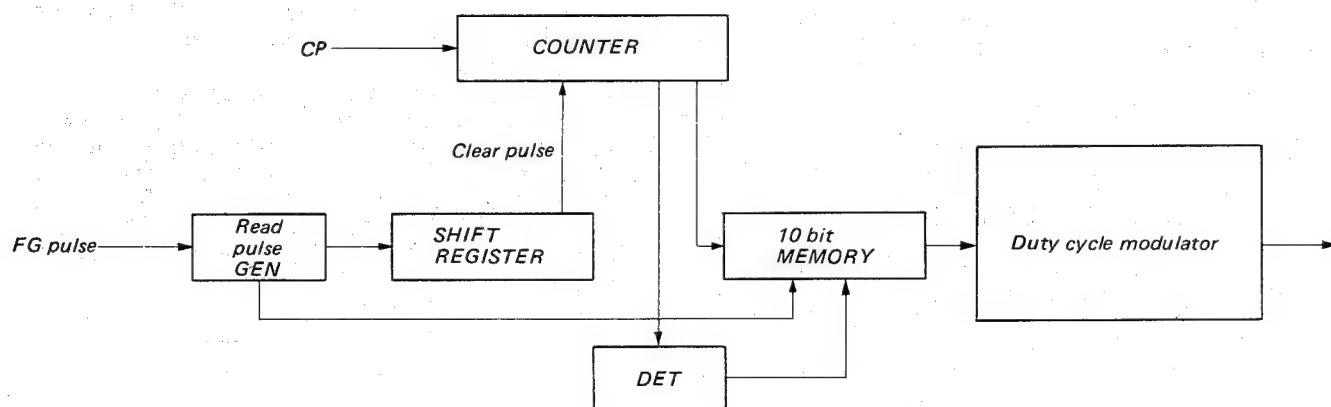 CP
COUNTER
Clear pulse
FG pulse
Read
pulse
GEN
SHIFT
REGISTER
10 bit
MEMORY
Duty cycle modulator
DET